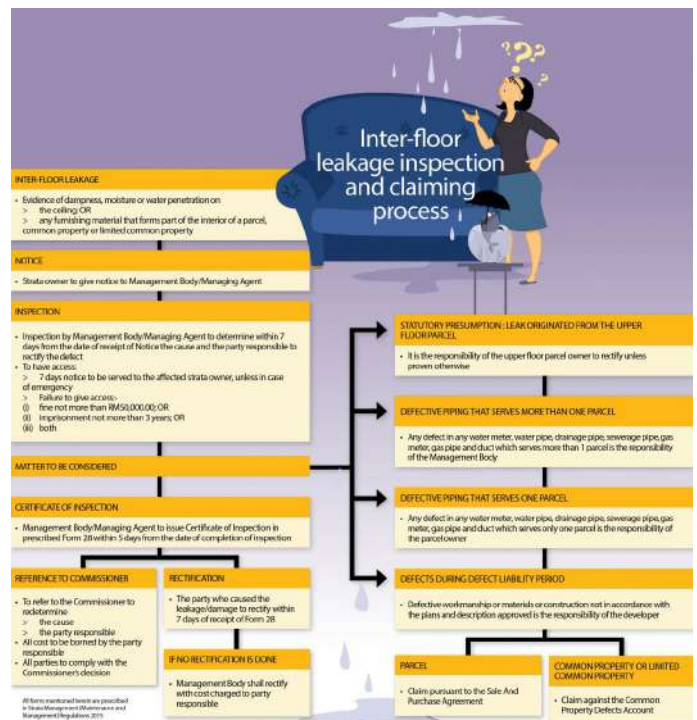 ???
Inter-floor
leakage inspection
and claiming
process
INTER-FLOOR LEAKAGE
• Evidence of dampness, moisture or water penetration on
> the ceiling; OR
> any furnishing material that forms part of the interior of a parcel,
common property or limited common property
NOTICE
• Strata owner to give notice to Management Body/Managing Agent
INSPECTION
• Inspection by Management Body/Managing Agent to determine within 7
days from the date of receipt of Notice the cause and the party responsible to
rectify the defect
• To have access:
> 7 days notice to be served to the affected strata owner, unless in case
of emergency
> Failure to give access:-
(i) fine not more than RM50,000.00; OR
(ii) imprisonment not more than 3 years; OR
(iii) both
MATTER TO BE CONSIDERED
CERTIFICATE OF INSPECTION
• Management Body/Managing Agent to issue Certificate of Inspection in
prescribed Form 28 within 5 days from the date of completion of inspection
REFERENCE TO COMMISSIONER
• To refer to the Commissioner to
redetermine
> the cause
> the party responsible
• All cost to be borned by the party
responsible
• All parties to comply with the
Commissioner's decision
RECTIFICATION
• The party who caused the
leakage/damage to rectify within
7 days of receipt of Form 28
IF NO RECTIFICATION IS DONE
• Management Body shall rectify
with cost charged to party
responsible
All forms mentioned herein are prescribed
in Strata Management (Maintenance and
Management) Regulations 2015
STATUTORY PRESUMPTION : LEAK ORIGINATED FROM THE UPPER
FLOOR PARCEL
• It is the responsibility of the upper floor parcel owner to rectify unless
proven otherwise
DEFECTIVE PIPING THAT SERVES MORE THAN ONE PARCEL
• Any defect in any water meter, water pipe, drainage pipe, sewerage pipe, gas
meter, gas pipe and duct which serves more than 1 parcel is the reponsibility
of the Management Body
DEFECTIVE PIPING THAT SERVES ONE PARCEL
• Any defect in any water meter, water pipe, drainage pipe, sewerage pipe, gas
meter, gas pipe and duct which serves only one parcel is the responsibility of
the parcel owner
DEFECTS DURING DEFECT LIABILITY PERIOD
• Defective workmanship or materials or construction not in accordance with
the plans and description approved is the responsibility of the developer
PARCEL
• Claim pursuant to the Sale And
Purchase Agreement
COMMON PROPERTY OR LIMITED
COMMON PROPERTY
• Claim against the Common
Property Defects Account